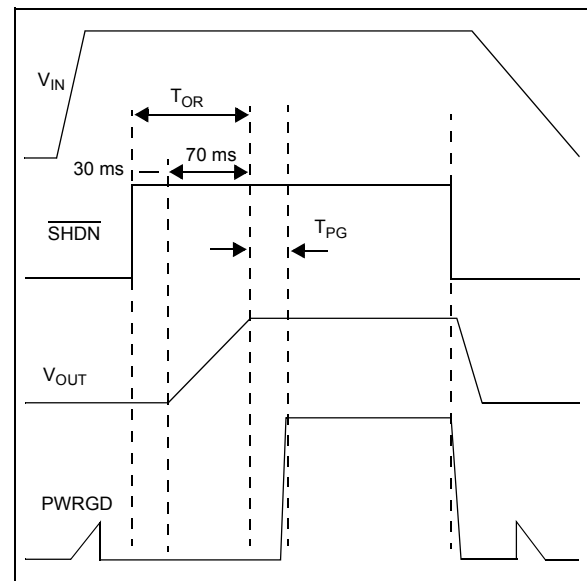 V_IN
T_OR
70 ms
30 ms
SHDN
T_PG
V_OUT
PWRGD